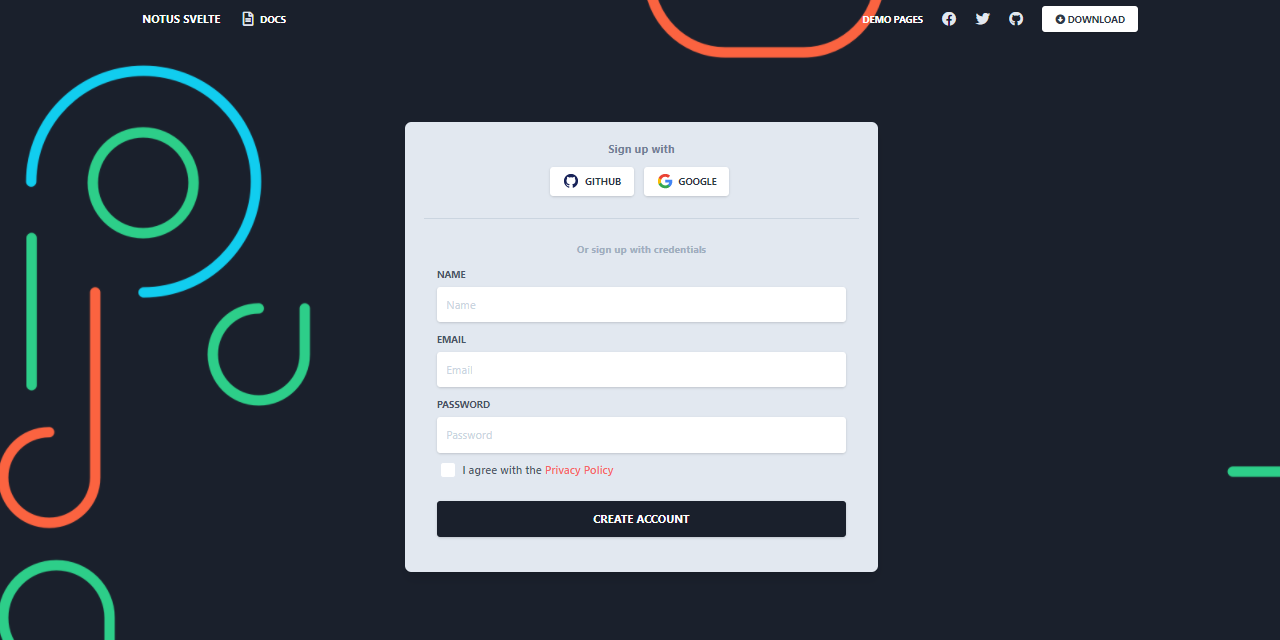 NOTUS SVELTE DOCS DEMO PAGES DOWNLOAD
Sign up with
GITHUB GOOGLE
Or sign up with credentials
NAME
Name
EMAIL
Email
PASSWORD
Password
I agree with the Privacy Policy
CREATE ACCOUNT